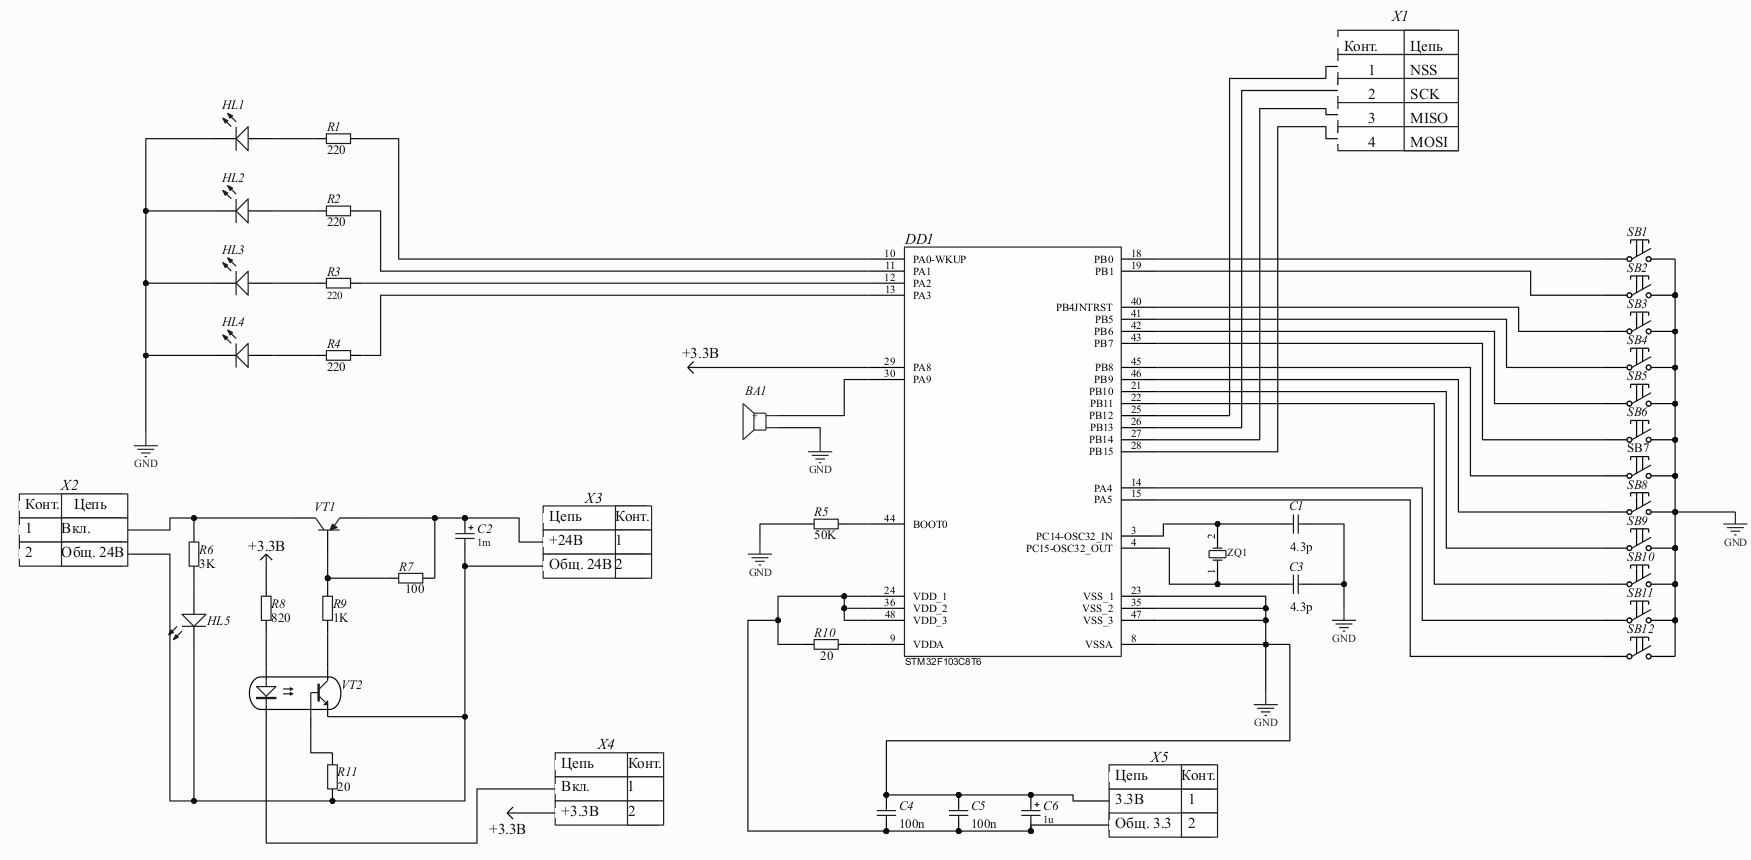 X1
Конт. Цепь
1 NSS
2 SCK
3 MISO
4 MOSI
HL1
R1
220
HL2
R2
220
HL3
R3
220
HL4
R4
220
GND
DD1
10 PA0-WKUP
11 PA1
12 PA2
13 PA3
+3.3В
29 PA8
30 PA9
BA1
GND
R5
50K
44 BOOT0
GND
24 VDD_1
36 VDD_2
48 VDD_3
R10
20
9 VDDA
STM32F103C8T6
PB0 18
PB1 19
PB4JNTRST 40
PB5 41
PB6 42
PB7 43
PB8 45
PB9 46
PB10 21
PB11 22
PB12 25
PB13 26
PB14 27
PB15 28
PA4 14
PA5 15
PC14-OSC32_IN 3
PC15-OSC32_OUT 4
VSS_1 23
VSS_2 35
VSS_3 47
VSSA 8
C1
4.3p
2
ZQ1
1
C3
4.3p
GND
GND
SB1
SB2
SB3
SB4
SB5
SB6
SB7
SB8
SB9
SB10
SB11
SB12
GND
X2
Конт. Цепь
1 Вкл.
2 Общ. 24В
R6
3K
HL5
+3.3В
R8
820
VT1
R9
1K
R7
100
+ C2
1m
VT2
R11
20
X3
Цепь Конт.
+24В 1
Общ. 24В 2
X4
Цепь Конт.
Вкл. 1
+3.3В 2
+3.3В
C4
100n
C5
100n
+ C6
1u
X5
Цепь Конт.
3.3В 1
Общ. 3.3 2